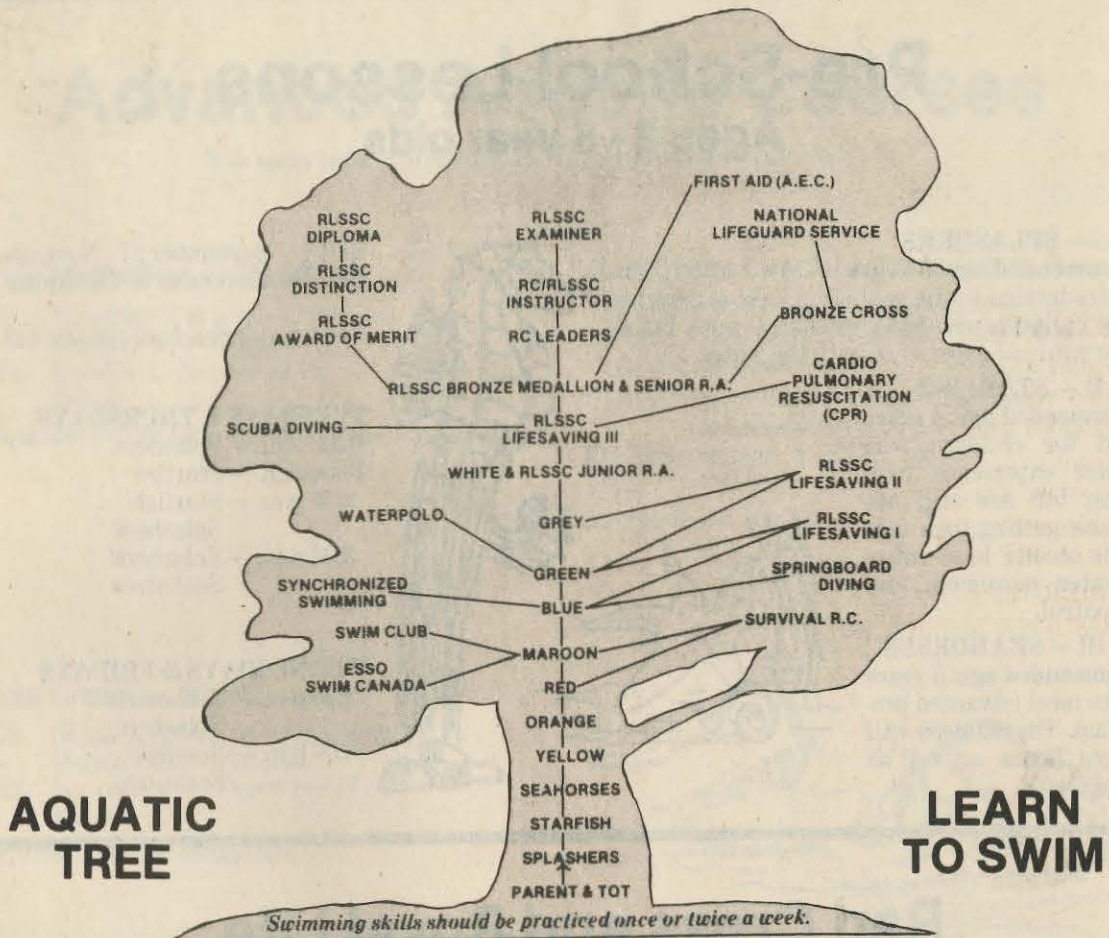 FIRST AID (A.E.C.)
RLSSC
DIPLOMA
RLSSC
EXAMINER
NATIONAL
LIFEGUARD SERVICE
RLSSC
DISTINCTION
RC/RLSSC
INSTRUCTOR
RLSSC
AWARD OF MERIT
RC LEADERS
BRONZE CROSS
RLSSC BRONZE MEDALLION & SENIOR R.A.
CARDIO
PULMONARY
RESUSCITATION
(CPR)
SCUBA DIVING
RLSSC
LIFESAVING III
WHITE & RLSSC JUNIOR R.A.
RLSSC
LIFESAVING II
WATERPOLO
GREY
RLSSC
LIFESAVING I
GREEN
SPRINGBOARD
DIVING
SYNCHRONIZED
SWIMMING
BLUE
SURVIVAL R.C.
SWIM CLUB
MAROON
ESSO
SWIM CANADA
RED
ORANGE
YELLOW
SEAHORSES
STARFISH
SPLASHERS
PARENT & TOT
AQUATIC
TREE
LEARN
TO SWIM
Swimming skills should be practiced once or twice a week.